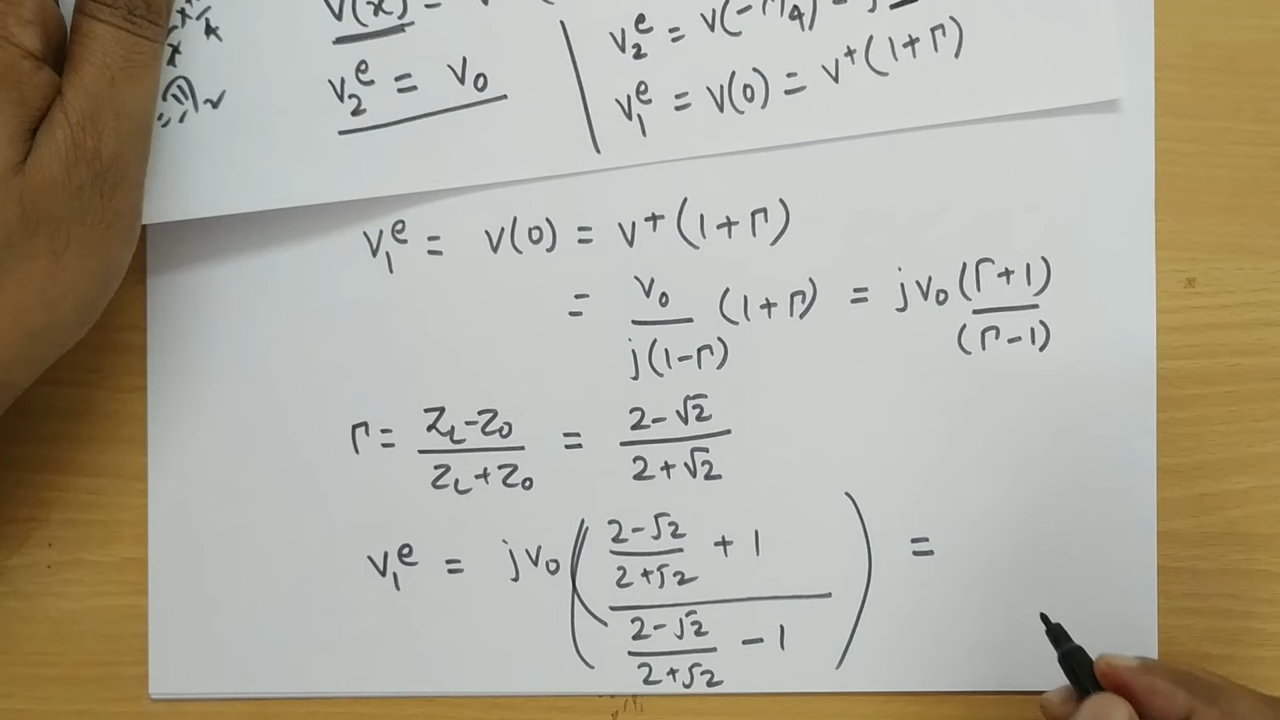 V(x) =
V₂ᵉ = V₀
V₂ᵉ = V(-π/4) =
V₁ᵉ = V(0) = V⁺(1+Γ)
V₁ᵉ = V(0) = V⁺(1+Γ)
= V₀/j(1-Γ) (1+Γ) = jV₀ (Γ+1)/(Γ-1)
Γ = (Z_L-Z₀)/(Z_L+Z₀) = (2-√2)/(2+√2)
V₁ᵉ = jV₀ (((2-√2)/(2+√2) + 1)/((2-√2)/(2+√2) - 1)) =